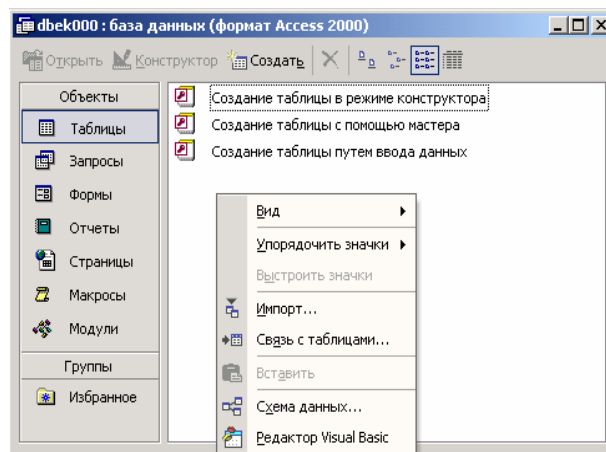 dbek000 : база данных (формат Access 2000)
Открыть Конструктор Создать
Объекты
Таблицы
Запросы
Формы
Отчеты
Страницы
Макросы
Модули
Группы
Избранное
Создание таблицы в режиме конструктора
Создание таблицы с помощью мастера
Создание таблицы путем ввода данных
Вид
Упорядочить значки
Выстроить значки
Импорт...
Связь с таблицами...
Вставить
Схема данных...
Редактор Visual Basic